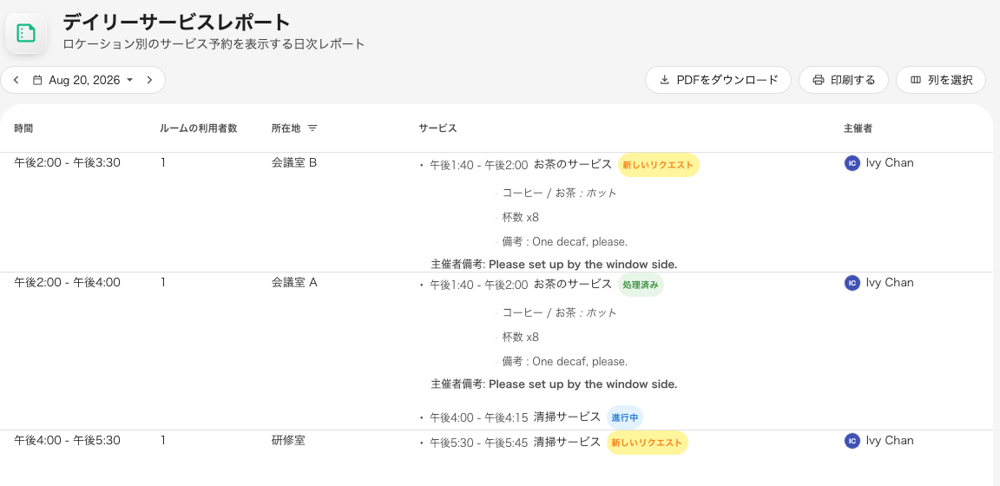 デイリーサービスレポート
ロケーション別のサービス予約を表示する日次レポート
Aug 20, 2026
PDFをダウンロード
印刷する
列を選択
時間 ルームの利用者数 所在地 サービス 主催者
午後2:00 - 午後3:30 1 会議室 B • 午後1:40 - 午後2:00 お茶のサービス 新しいリクエスト IC Ivy Chan
- コーヒー / お茶 : ホット
- 杯数 x8
- 備考 : One decaf, please.
主催者備考: Please set up by the window side.
午後2:00 - 午後4:00 1 会議室 A • 午後1:40 - 午後2:00 お茶のサービス 処理済み IC Ivy Chan
- コーヒー / お茶 : ホット
- 杯数 x8
- 備考 : One decaf, please.
主催者備考: Please set up by the window side.
• 午後4:00 - 午後4:15 清掃サービス 進行中
午後4:00 - 午後5:30 1 研修室 • 午後5:30 - 午後5:45 清掃サービス 新しいリクエスト IC Ivy Chan